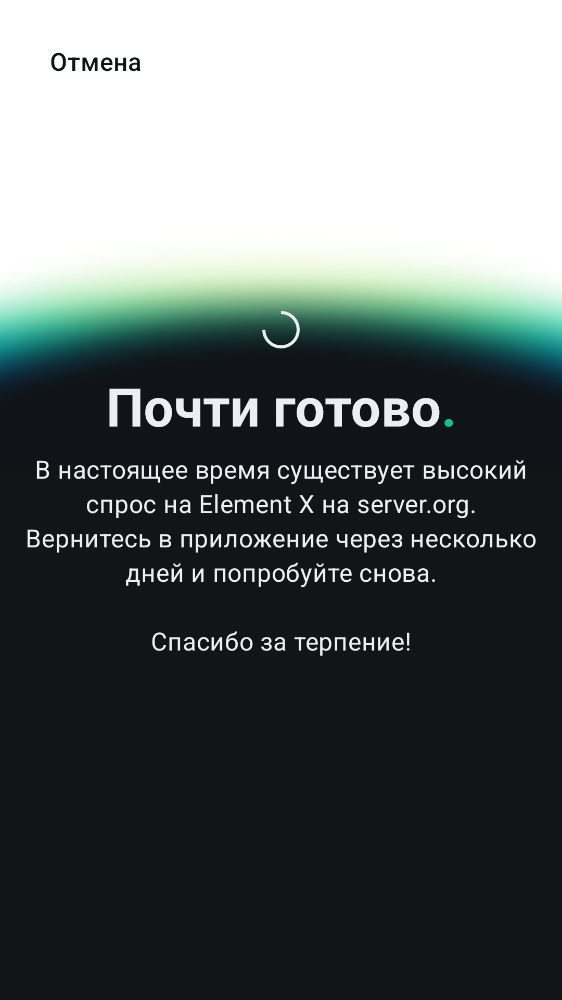 Отмена
Почти готово.
В настоящее время существует высокий
спрос на Element X на server.org.
Вернитесь в приложение через несколько
дней и попробуйте снова.
Спасибо за терпение!